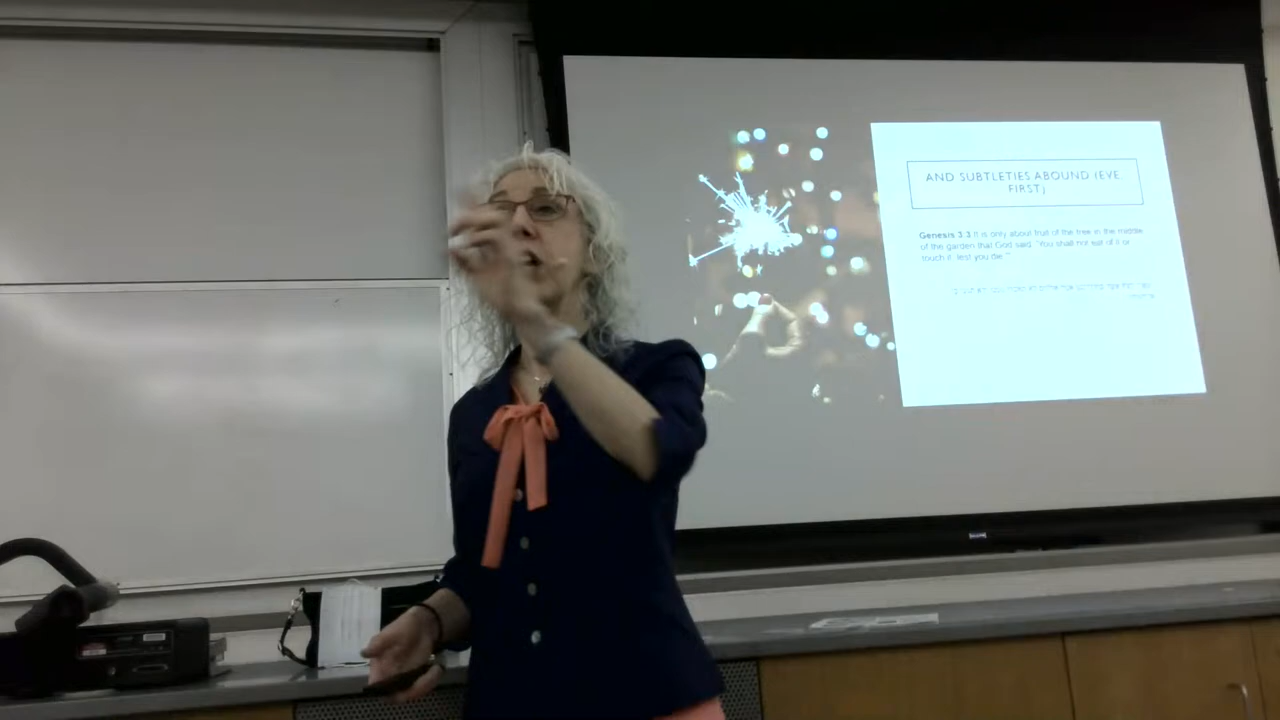 AND SUBTLETIES ABOUND (EVE,
FIRST)
Genesis 3:3 It is only about fruit of the tree in the middle
of the garden that God said: "You shall not eat of it or
touch it, lest you die.'"